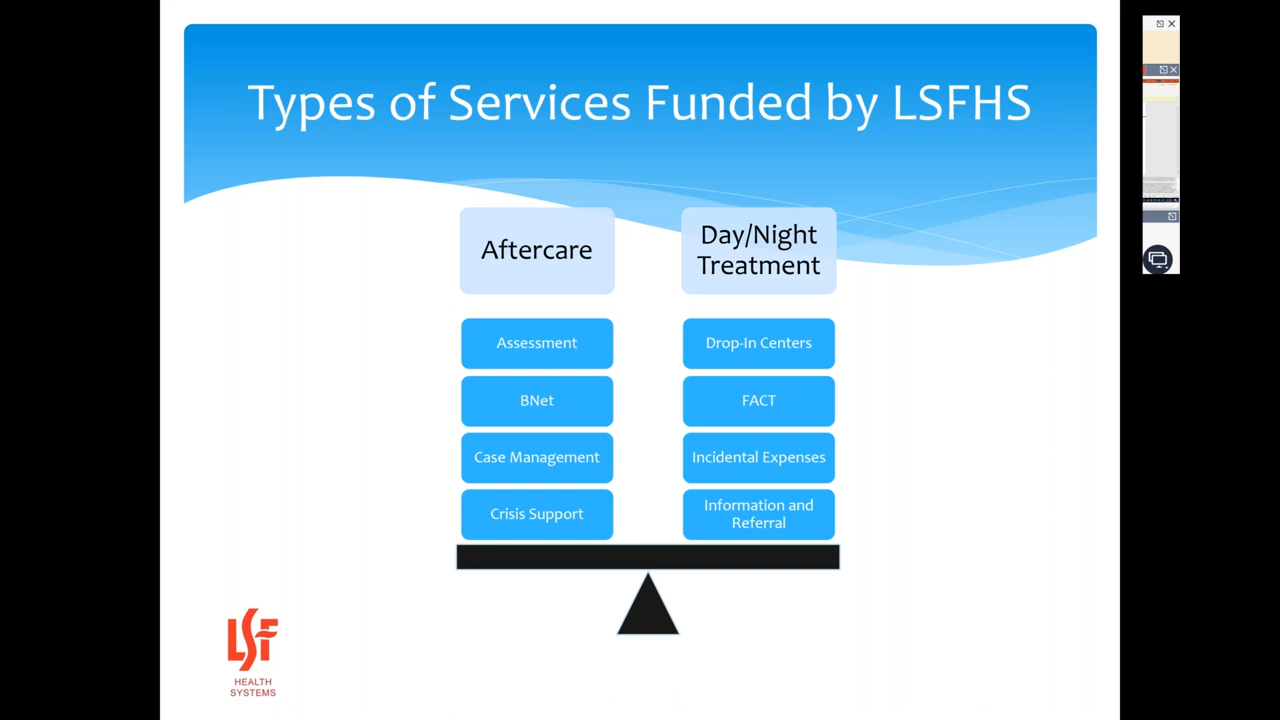 Types of Services Funded by LSFHS
Aftercare
Assessment
BNet
Case Management
Crisis Support
Day/Night
Treatment
Drop-In Centers
FACT
Incidental Expenses
Information and
Referral
LSF
HEALTH
SYSTEMS